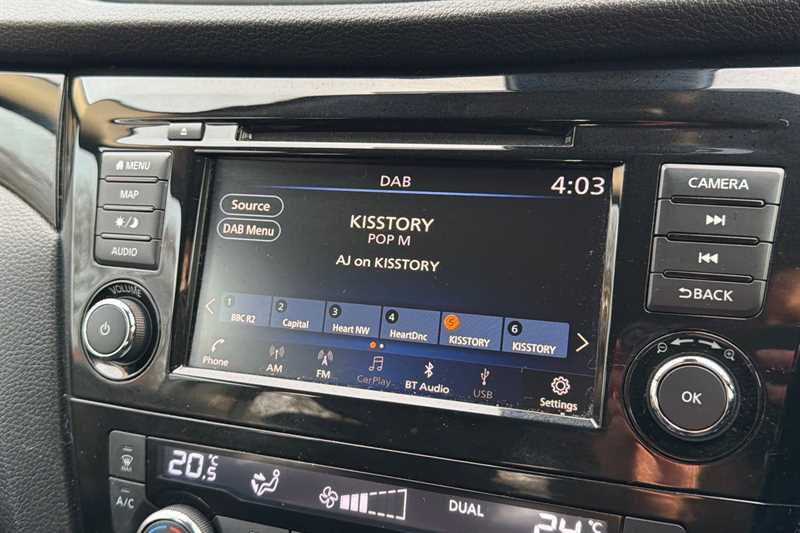 MENU
MAP
AUDIO
VOLUME
DAB
4:03
Source
DAB Menu
KISSTORY
POP M
AJ on KISSTORY
1 BBC R2
2 Capital
3 Heart NW
4 HeartDnc
5 KISSTORY
6 KISSTORY
Phone
AM
FM
CarPlay
BT Audio
USB
Settings
CAMERA
BACK
OK
A/C
20.5°C
DUAL
24°C